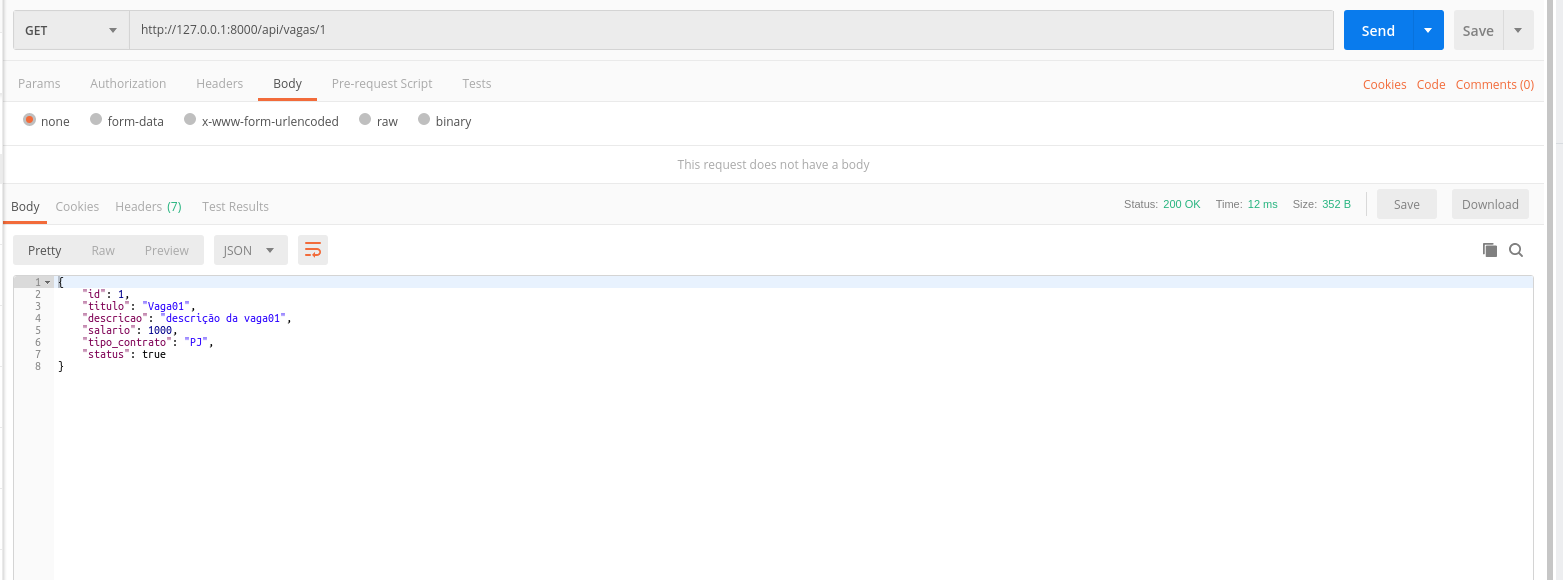 GET http://127.0.0.1:8000/api/vagas/1 Send Save
Params Authorization Headers Body Pre-request Script Tests Cookies Code Comments (0)
none form-data x-www-form-urlencoded raw binary
This request does not have a body
Body Cookies Headers (7) Test Results Status: 200 OK Time: 12 ms Size: 352 B Save Download
Pretty Raw Preview JSON
1 {
2 "id": 1,
3 "titulo": "Vaga01",
4 "descricao": "descrição da vaga01",
5 "salario": 1000,
6 "tipo_contrato": "PJ",
7 "status": true
8 }